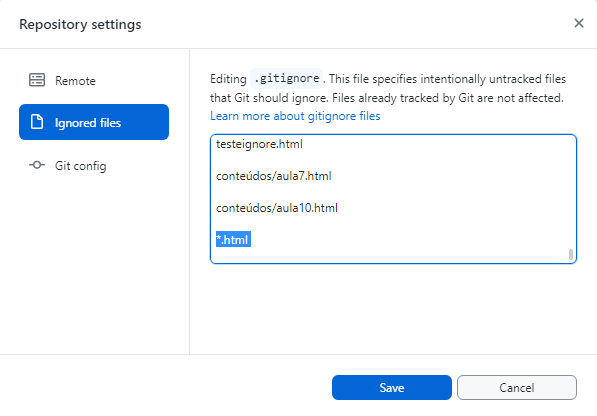 Repository settings
Remote
Ignored files
Git config
Editing .gitignore. This file specifies intentionally untracked files
that Git should ignore. Files already tracked by Git are not affected.
Learn more about gitignore files
testeignore.html
conteúdos/aula7.html
conteúdos/aula10.html
*.html
Save
Cancel